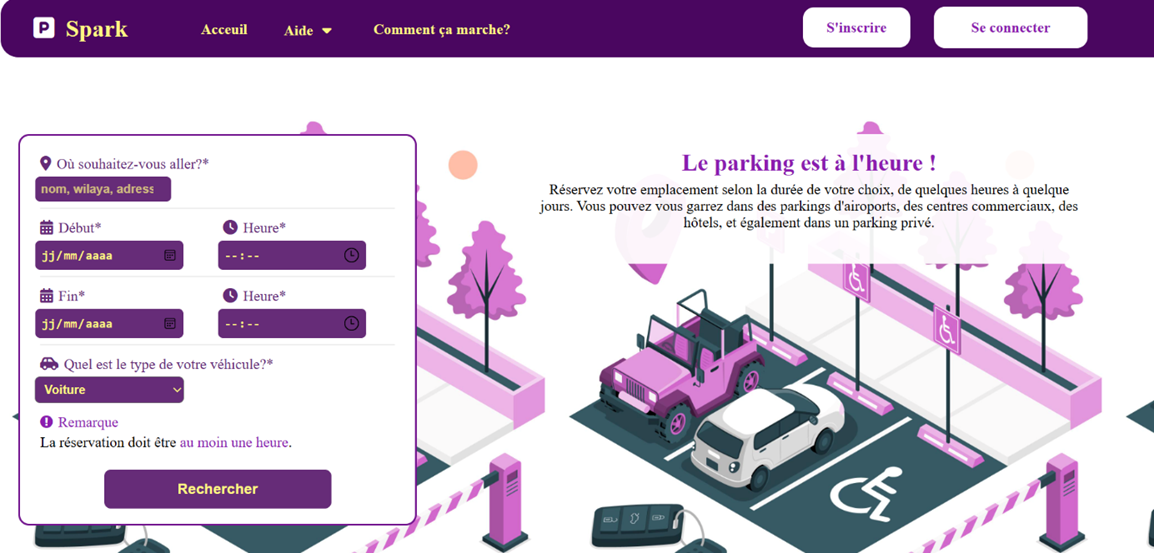 P Spark
Acceuil
Aide
Comment ça marche?
S'inscrire
Se connecter
Où souhaitez-vous aller?*
nom, wilaya, adress
Début*
Heure*
jj/mm/aaaa
--:--
Fin*
Heure*
jj/mm/aaaa
--:--
Quel est le type de votre véhicule?*
Voiture
Remarque
La réservation doit être au moin une heure.
Rechercher
Le parking est à l'heure !
Réservez votre emplacement selon la durée de votre choix, de quelques heures à quelque
jours. Vous pouvez vous garrez dans des parkings d'airoports, des centres commerciaux, des
hôtels, et également dans un parking privé.